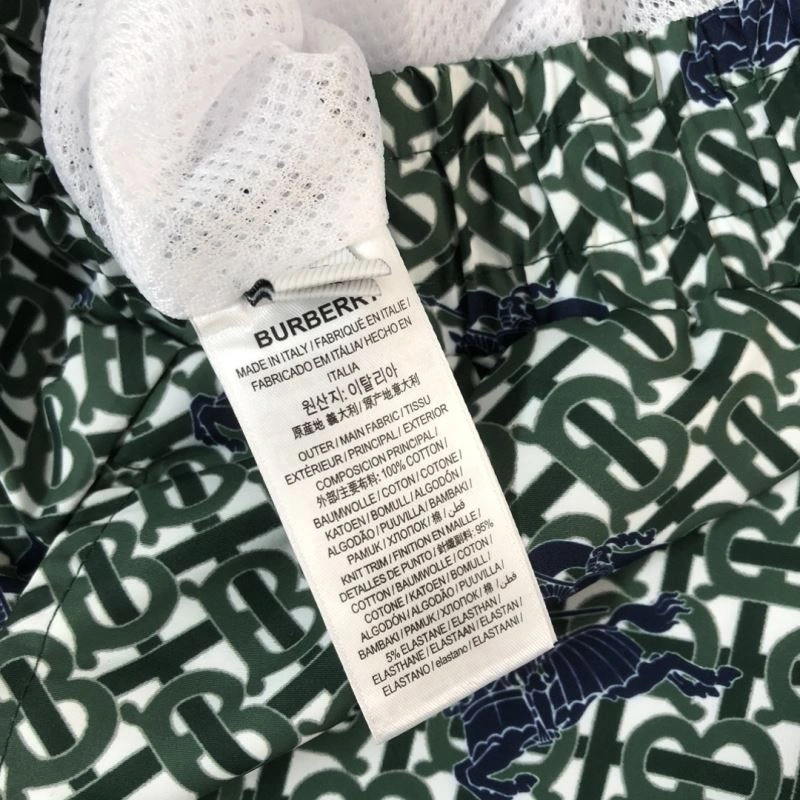 BURBERRY
MADE IN ITALY / FABRIQUÉ EN ITALIE /
FABRICADO EM ITÁLIA / HECHO EN
ITALIA
원산지: 이탈리아
原産地 義大利 / 原产地 意大利
OUTER / MAIN FABRIC / TISSU
EXTÉRIEUR / PRINCIPAL / EXTERIOR
COMPOSICION PRINCIPAL /
外部/主要布料: 100% COTTON /
BAUMWOLLE / COTON / COTONE /
KATOEN / BOMULL / ALGODÓN /
ALGODÃO / PUUVILLA / BAMBAKI /
PAMUK / ХЛОПОК / 棉 / قطن /
KNIT TRIM / FINITION EN MAILLE /
DETALLES DE PUNTO / 針織副料: 95%
COTTON / BAUMWOLLE / COTON /
COTONE / KATOEN / BOMULL /
ALGODÓN / ALGODÃO / PUUVILLA /
BAMBAKI / PAMUK / ХЛОПОК / 棉 / قطن /
5% ELASTANE / ELASTHAN /
ELASTHANE / ELASTAAN / ELASTAN /
ELASTANO / elastano / ELASTAANI /